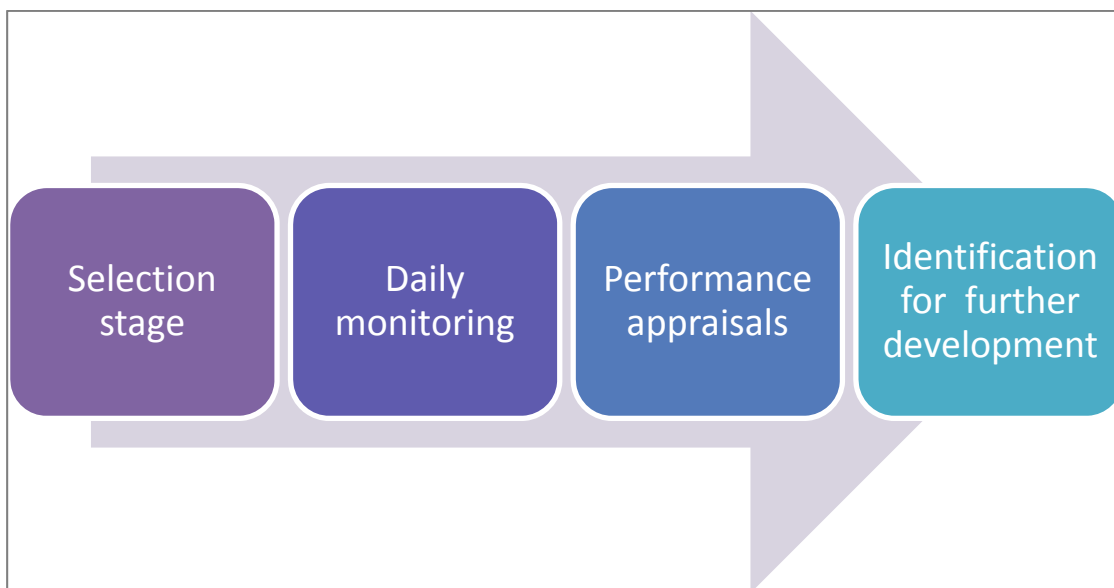 Selection
stage
Daily
monitoring
Performance
appraisals
Identification
for  further
development